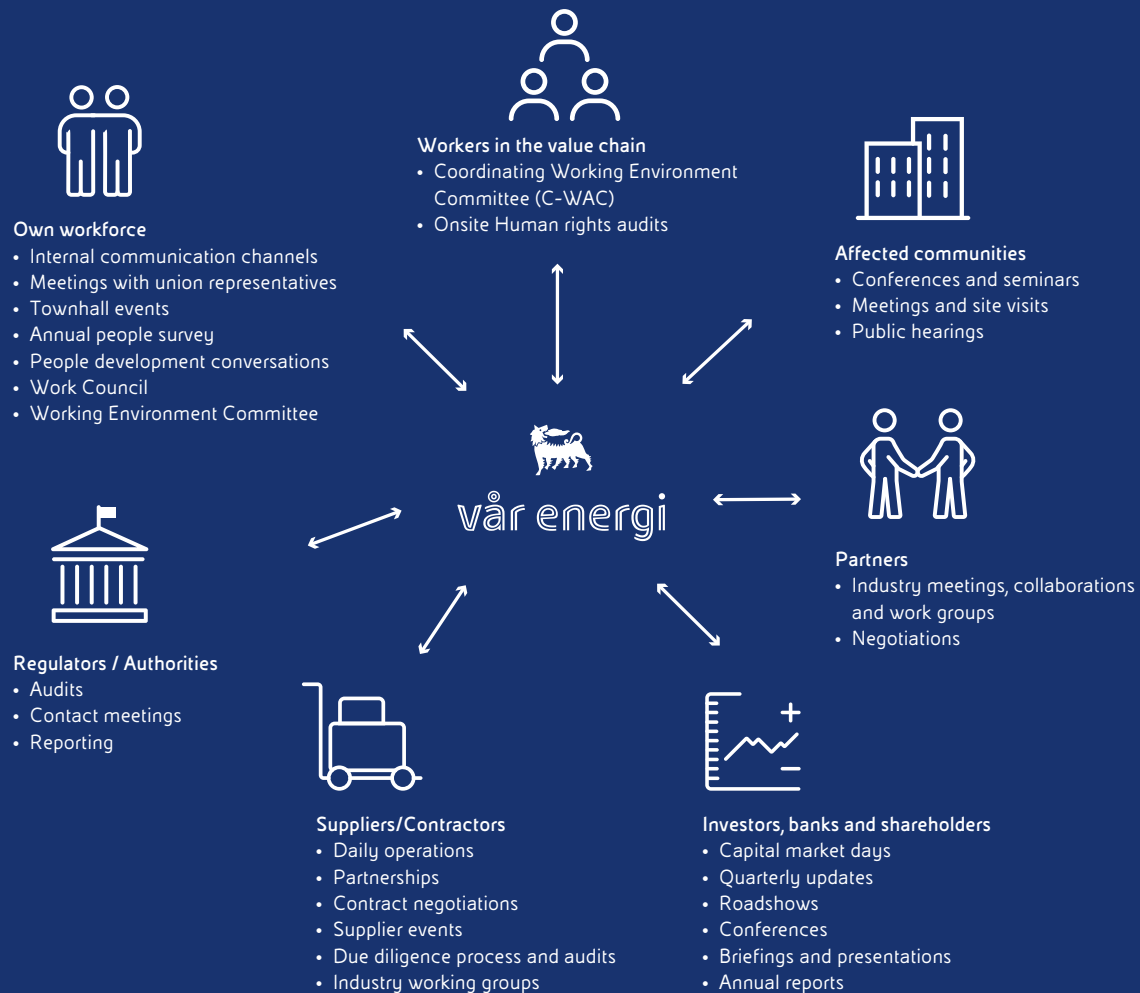 Workers in the value chain
• Coordinating Working Environment
Committee (C-WAC)
• Onsite Human rights audits
Own workforce
• Internal communication channels
• Meetings with union representatives
• Townhall events
• Annual people survey
• People development conversations
• Work Council
• Working Environment Committee
Affected communities
• Conferences and seminars
• Meetings and site visits
• Public hearings
vår energi
Partners
• Industry meetings, collaborations
and work groups
• Negotiations
Regulators / Authorities
• Audits
• Contact meetings
• Reporting
Suppliers/Contractors
• Daily operations
• Partnerships
• Contract negotiations
• Supplier events
• Due diligence process and audits
• Industry working groups
Investors, banks and shareholders
• Capital market days
• Quarterly updates
• Roadshows
• Conferences
• Briefings and presentations
• Annual reports